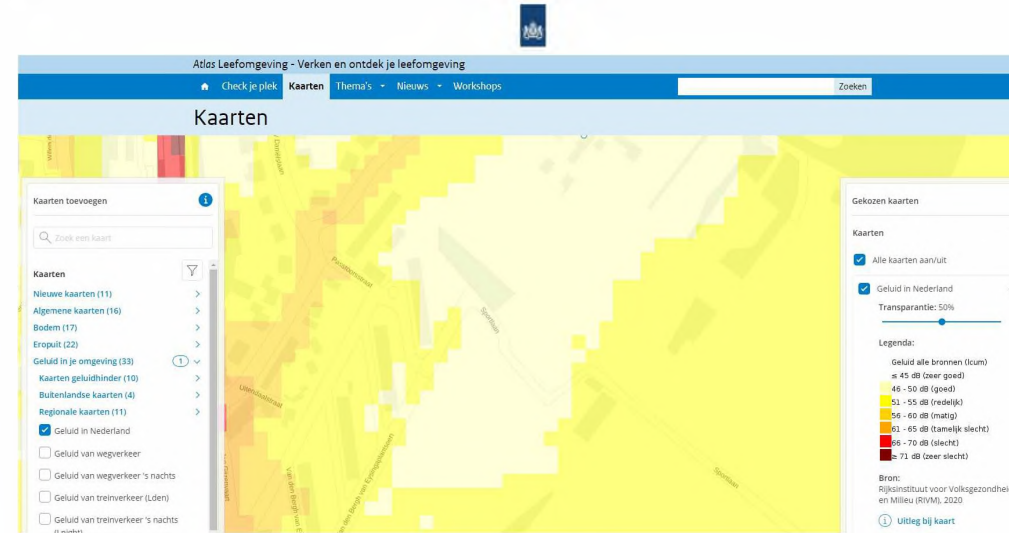 Atlas Leefomgeving - Verken en ontdek je leefomgeving
Check je plek Kaarten Thema's Nieuws Workshops
Zoeken
Kaarten
Kaarten toevoegen
Zoek een kaart
Kaarten
Nieuwe kaarten (11)
Algemene kaarten (16)
Bodem (17)
Eropuit (22)
Geluid in je omgeving (33) 1
Kaarten geluidhinder (10)
Buitenlandse kaarten (4)
Regionale kaarten (11)
Geluid in Nederland
Geluid van wegverkeer
Geluid van wegverkeer 's nachts
Geluid van treinverkeer (Lden)
Geluid van treinverkeer 's nachts
Sportlaan
Sportlaan
Gekozen kaarten
Kaarten
Alle kaarten aan/uit
Geluid in Nederland
Transparantie: 50%
Legenda:
Geluid alle bronnen (lcum)
≤ 45 dB (zeer goed)
46 - 50 dB (goed)
51 - 55 dB (redelijk)
56 - 60 dB (matig)
61 - 65 dB (tamelijk slecht)
66 - 70 dB (slecht)
≥ 71 dB (zeer slecht)
Bron:
Rijksinstituut voor Volksgezondhei
en Milieu (RIVM), 2020
i Uitleg bij kaart